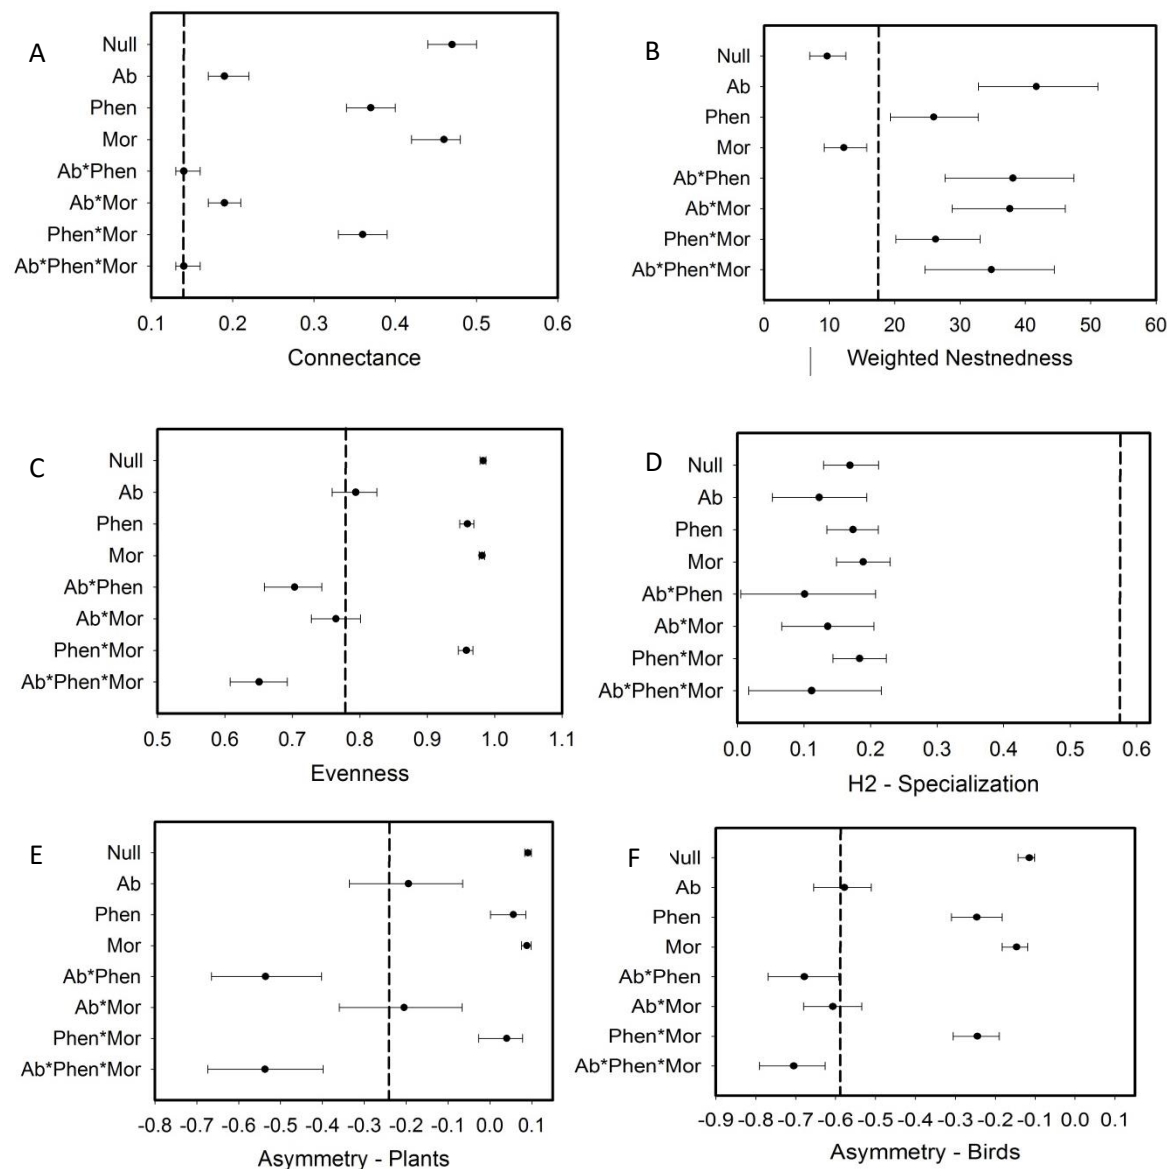 A
Null
Ab
Phen
Mor
Ab*Phen
Ab*Mor
Phen*Mor
Ab*Phen*Mor
0.1 0.2 0.3 0.4 0.5 0.6
Connectance
B
Null
Ab
Phen
Mor
Ab*Phen
Ab*Mor
Phen*Mor
Ab*Phen*Mor
0 10 20 30 40 50 60
Weighted Nestnedness
C
Null
Ab
Phen
Mor
Ab*Phen
Ab*Mor
Phen*Mor
Ab*Phen*Mor
0.5 0.6 0.7 0.8 0.9 1.0 1.1
Evenness
D
Null
Ab
Phen
Mor
Ab*Phen
Ab*Mor
Phen*Mor
Ab*Phen*Mor
0.0 0.1 0.2 0.3 0.4 0.5 0.6
H2 - Specialization
E
Null
Ab
Phen
Mor
Ab*Phen
Ab*Mor
Phen*Mor
Ab*Phen*Mor
-0.8 -0.7 -0.6 -0.5 -0.4 -0.3 -0.2 -0.1 0.0 0.1
Asymmetry - Plants
F
Null
Ab
Phen
Mor
Ab*Phen
Ab*Mor
Phen*Mor
Ab*Phen*Mor
-0.9 -0.8 -0.7 -0.6 -0.5 -0.4 -0.3 -0.2 -0.1 0.0 0.1
Asymmetry - Birds